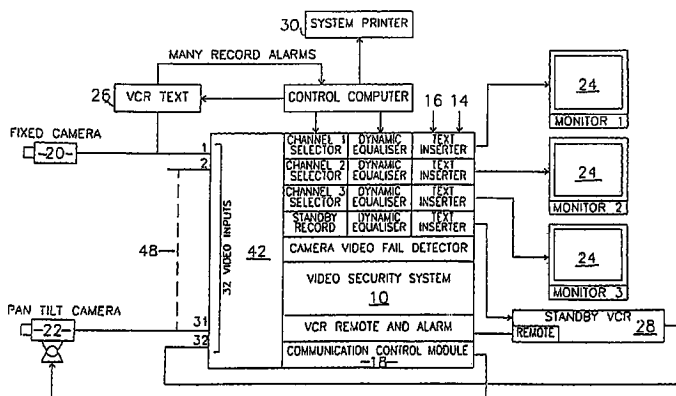 30
SYSTEM PRINTER
MANY RECORD ALARMS
26
VCR TEXT
CONTROL COMPUTER
16 14
24
MONITOR 1
FIXED CAMERA
-20-
1
2
CHANNEL 1 SELECTOR
DYNAMIC EQUALISER
TEXT INSERTER
CHANNEL 2 SELECTOR
DYNAMIC EQUALISER
TEXT INSERTER
24
MONITOR 2
CHANNEL 3 SELECTOR
DYNAMIC EQUALISER
TEXT INSERTER
STANDBY RECORD
DYNAMIC EQUALISER
TEXT INSERTER
48
32 VIDEO INPUTS
42
CAMERA VIDEO FAIL DETECTOR
24
MONITOR 3
VIDEO SECURITY SYSTEM
10
PAN TILT CAMERA
-22-
31
32
VCR REMOTE AND ALARM
STANDBY VCR
REMOTE
28
COMMUNICATION CONTROL MODULE
-18-